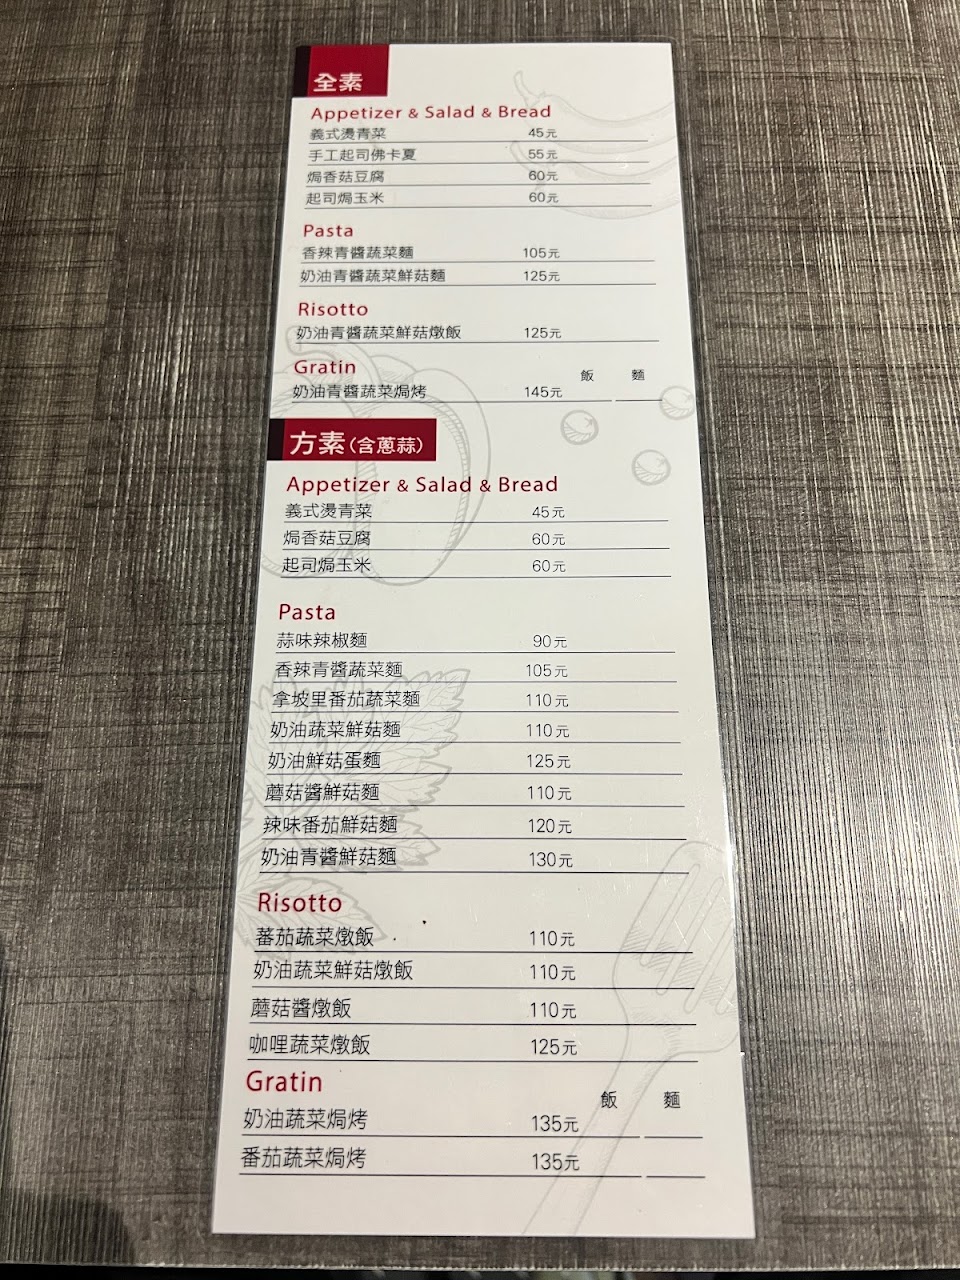 全素
Appetizer & Salad & Bread
義式燙青菜 45元
手工起司佛卡夏 55元
焗香菇豆腐 60元
起司焗玉米 60元
Pasta
香辣青醬蔬菜麵 105元
奶油青醬蔬菜鮮菇麵 125元
Risotto
奶油青醬蔬菜鮮菇燉飯 125元
Gratin 飯 麵
奶油青醬蔬菜焗烤 145元
方素(含蔥蒜)
Appetizer & Salad & Bread
義式燙青菜 45元
焗香菇豆腐 60元
起司焗玉米 60元
Pasta
蒜味辣椒麵 90元
香辣青醬蔬菜麵 105元
拿坡里番茄蔬菜麵 110元
奶油蔬菜鮮菇麵 110元
奶油鮮菇蛋麵 125元
蘑菇醬鮮菇麵 110元
辣味番茄鮮菇麵 120元
奶油青醬鮮菇麵 130元
Risotto
蕃茄蔬菜燉飯 110元
奶油蔬菜鮮菇燉飯 110元
蘑菇醬燉飯 110元
咖哩蔬菜燉飯 125元
Gratin 飯 麵
奶油蔬菜焗烤 135元
番茄蔬菜焗烤 135元